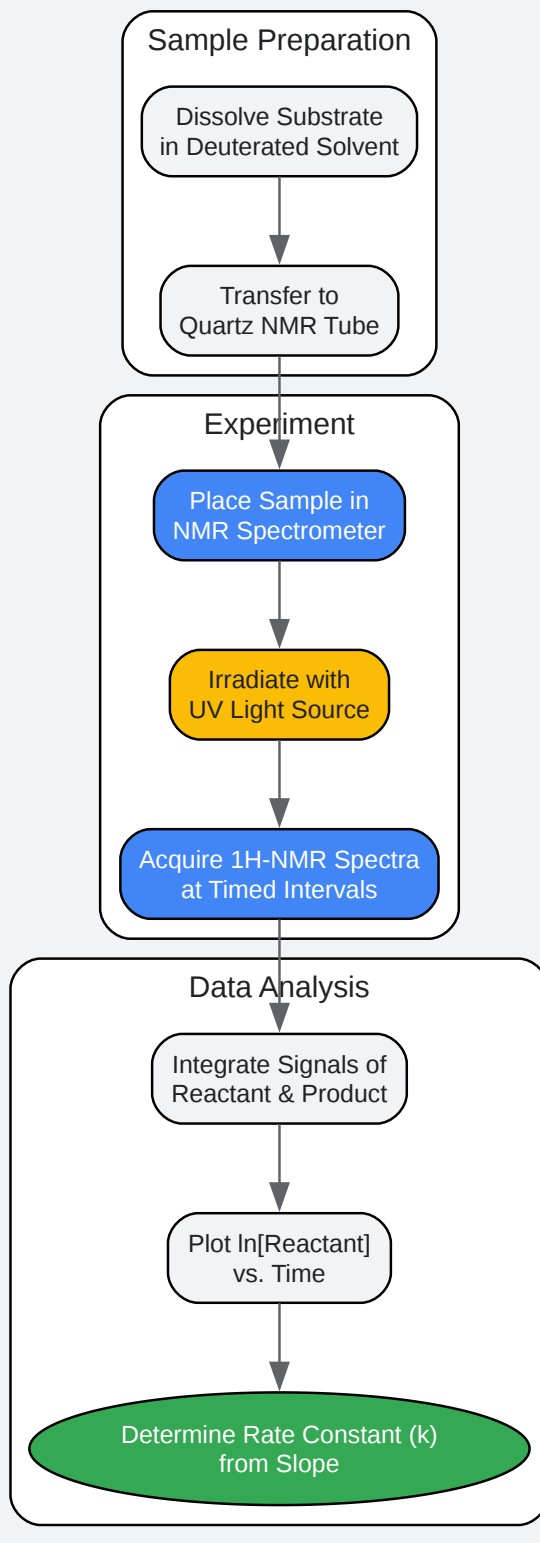 Sample Preparation
Dissolve Substrate
in Deuterated Solvent
Transfer to
Quartz NMR Tube
Experiment
Place Sample in
NMR Spectrometer
Irradiate with
UV Light Source
Acquire 1H-NMR Spectra
at Timed Intervals
Data Analysis
Integrate Signals of
Reactant & Product
Plot ln[Reactant]
vs. Time
Determine Rate Constant (k)
from Slope